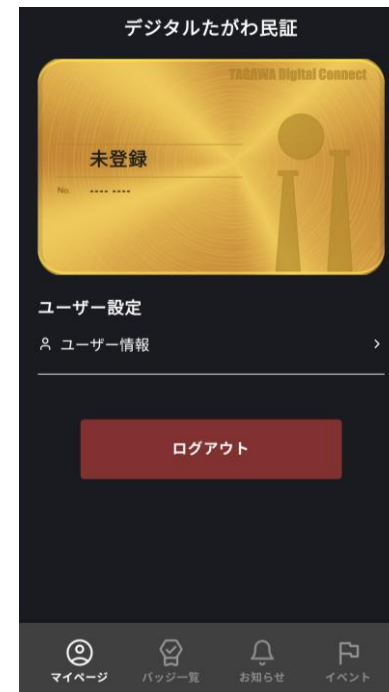 デジタルたがわ民証
TAGAWA Digital Connect
未登録
No. ---- ----
ユーザー設定
ユーザー情報
ログアウト
マイページ
バッジ一覧
お知らせ
イベント